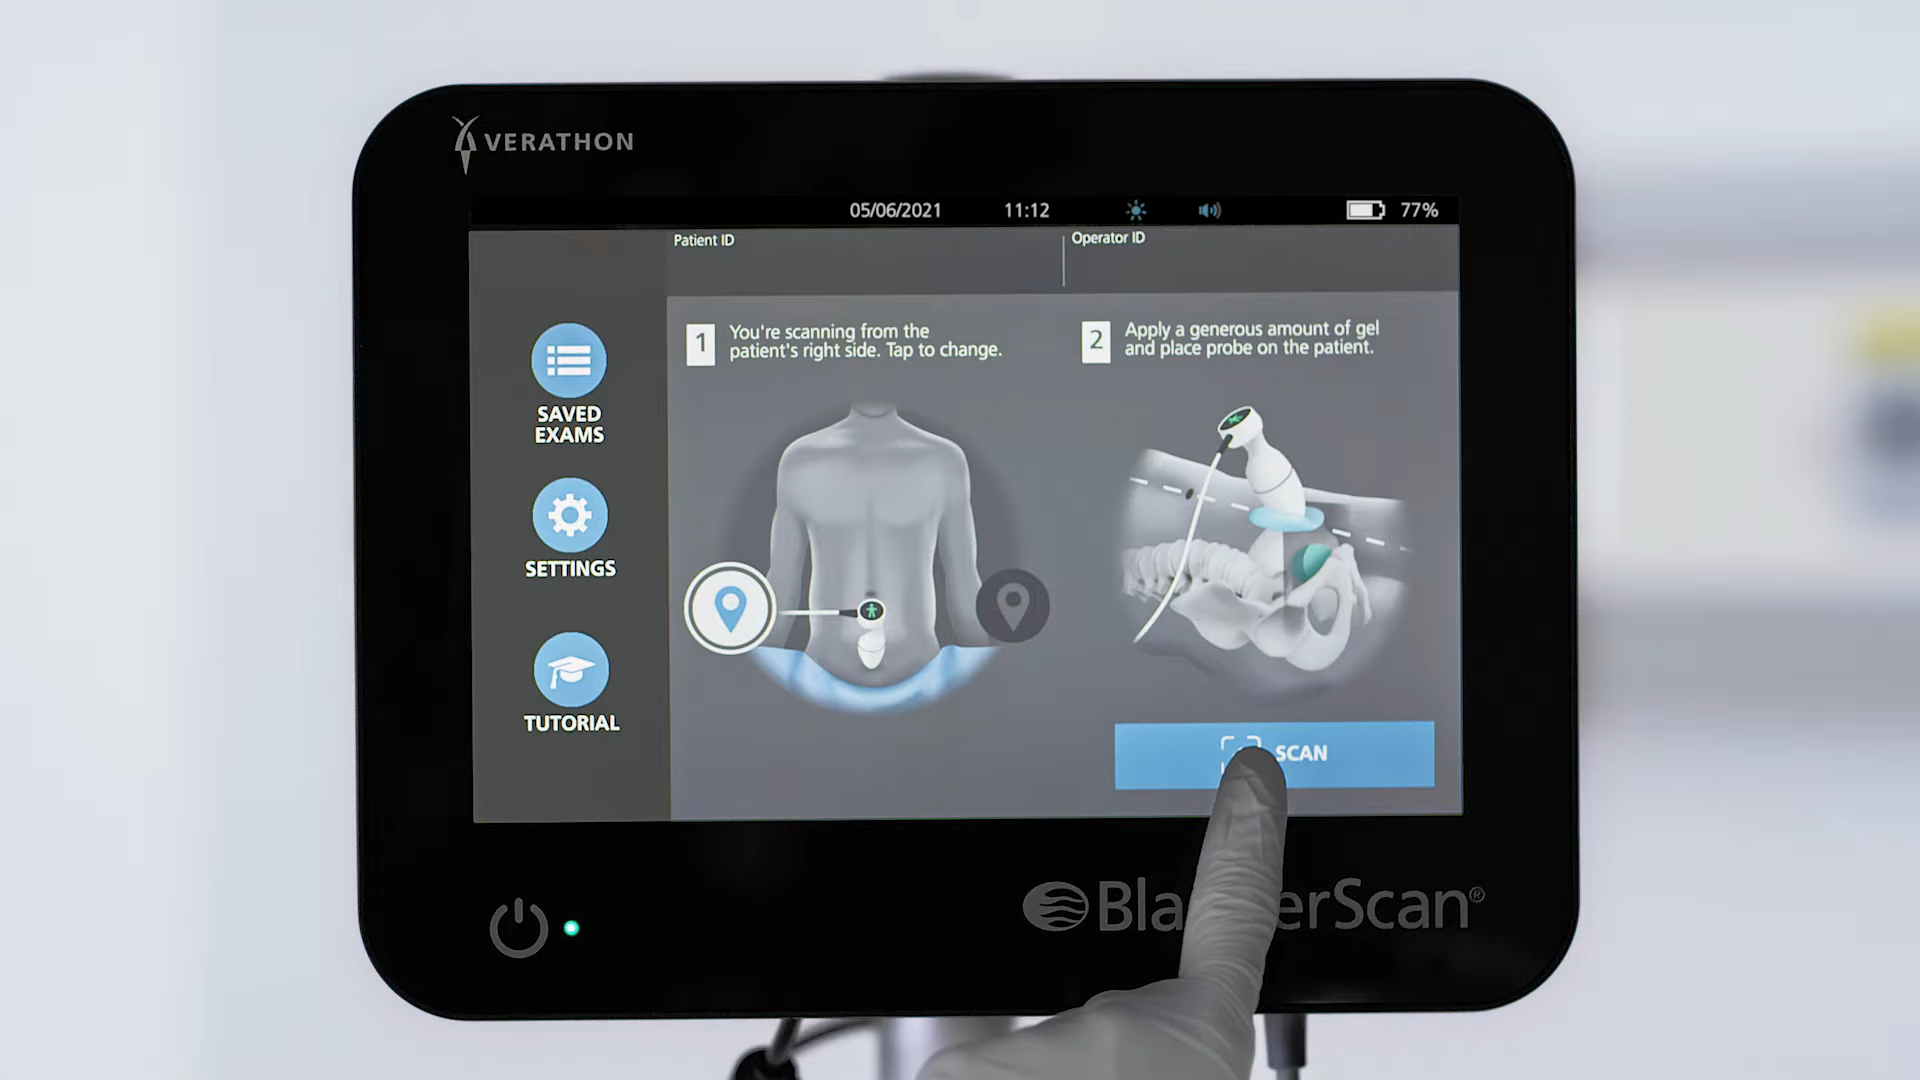 VERATHON
05/06/2021 11:12 77%
Patient ID
Operator ID
1 You're scanning from the
patient's right side. Tap to change.
2 Apply a generous amount of gel
and place probe on the patient.
SAVED
EXAMS
SETTINGS
TUTORIAL
SCAN
Bla erScan®